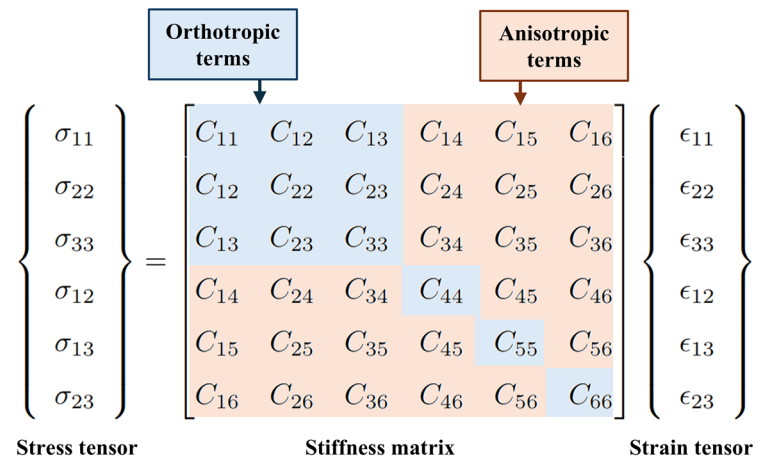 Orthotropic
terms
Anisotropic
terms
σ₁₁ C₁₁ C₁₂ C₁₃ C₁₄ C₁₅ C₁₆ ϵ₁₁
σ₂₂ C₁₂ C₂₂ C₂₃ C₂₄ C₂₅ C₂₆ ϵ₂₂
σ₃₃ C₁₃ C₂₃ C₃₃ C₃₄ C₃₅ C₃₆ ϵ₃₃
=
σ₁₂ C₁₄ C₂₄ C₃₄ C₄₄ C₄₅ C₄₆ ϵ₁₂
σ₁₃ C₁₅ C₂₅ C₃₅ C₄₅ C₅₅ C₅₆ ϵ₁₃
σ₂₃ C₁₆ C₂₆ C₃₆ C₄₆ C₅₆ C₆₆ ϵ₂₃
Stress tensor Stiffness matrix Strain tensor